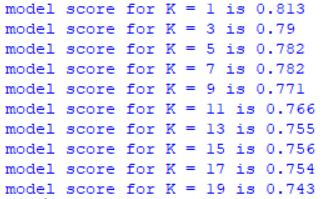 model score for K = 1 is 0.813
model score for K = 3 is 0.79
model score for K = 5 is 0.782
model score for K = 7 is 0.782
model score for K = 9 is 0.771
model score for K = 11 is 0.766
model score for K = 13 is 0.755
model score for K = 15 is 0.756
model score for K = 17 is 0.754
model score for K = 19 is 0.743